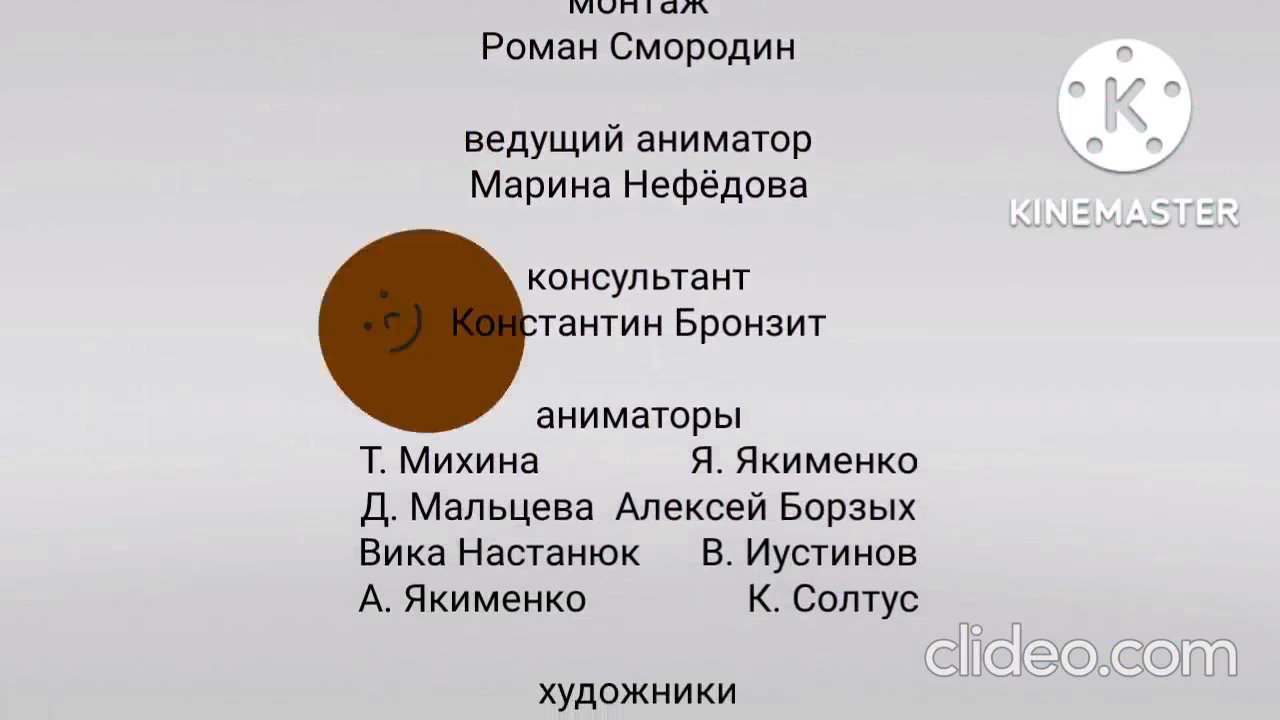 монтаж
Роман Смородин
ведущий аниматор
Марина Нефёдова
консультант
Константин Бронзит
аниматоры
Т. Михина Я. Якименко
Д. Мальцева Алексей Борзых
Вика Настанюк В. Иустинов
А. Якименко К. Солтус
художники
K
KINEMASTER
clideo.com